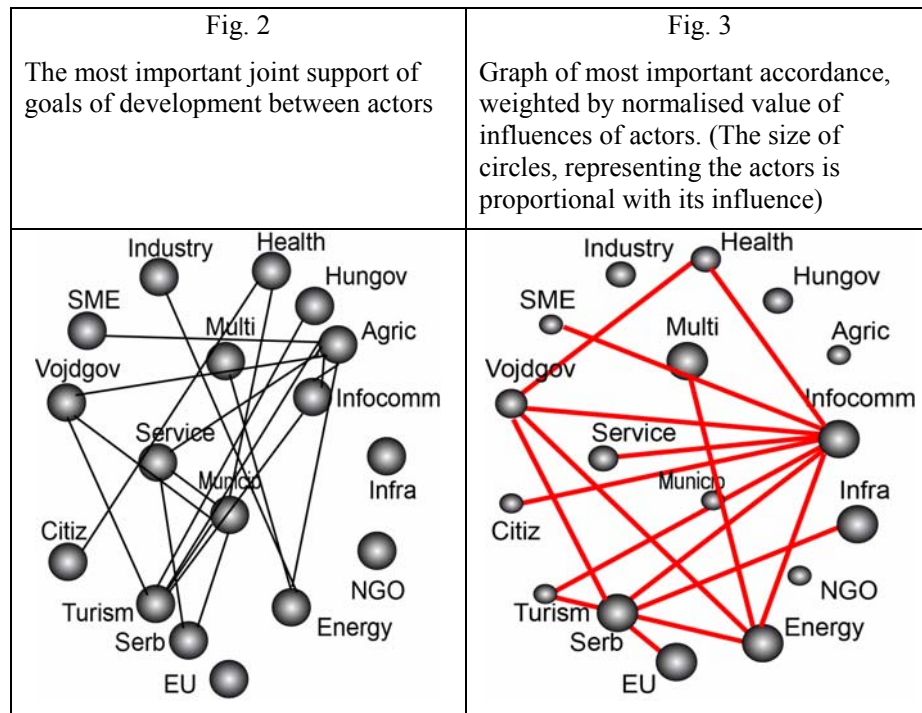 Fig. 2
The most important joint support of
goals of development between actors
Fig. 3
Graph of most important accordance,
weighted by normalised value of
influences of actors. (The size of
circles, representing the actors is
proportional with its influence)
Industry
Health
Hungov
SME
Multi
Agric
Vojdgov
Infocomm
Service
Municip
Infra
Citiz
NGO
Turism
Energy
Serb
EU
Health
Industry
Hungov
SME
Multi
Agric
Vojdgov
Infocomm
Service
Municip
Infra
Citiz
NGO
Turism
Energy
Serb
EU